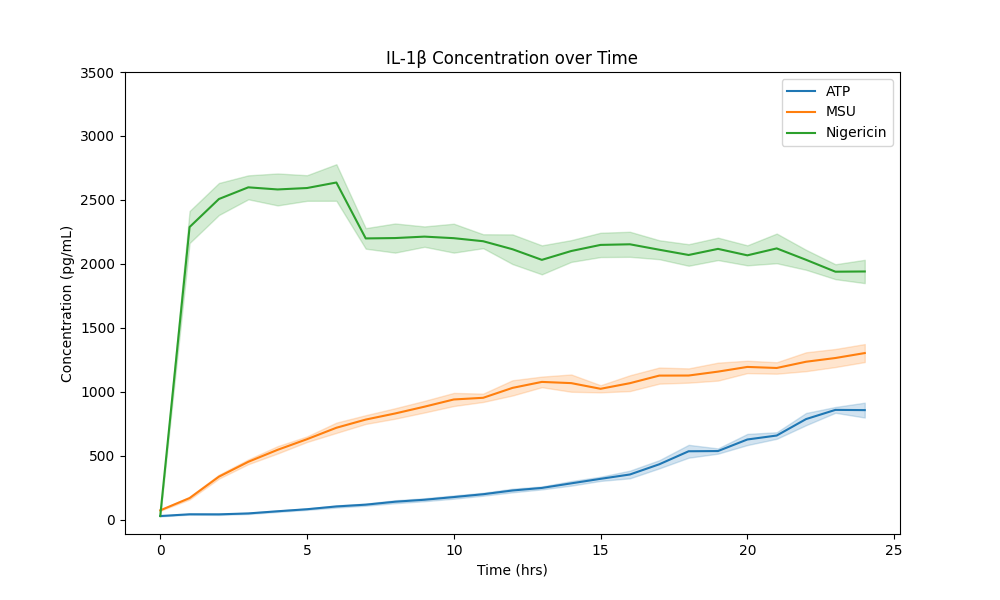 IL-1β Concentration over Time
ATP
MSU
Nigericin
Concentration (pg/mL)
3500
3000
2500
2000
1500
1000
500
0
0 5 10 15 20 25
Time (hrs)